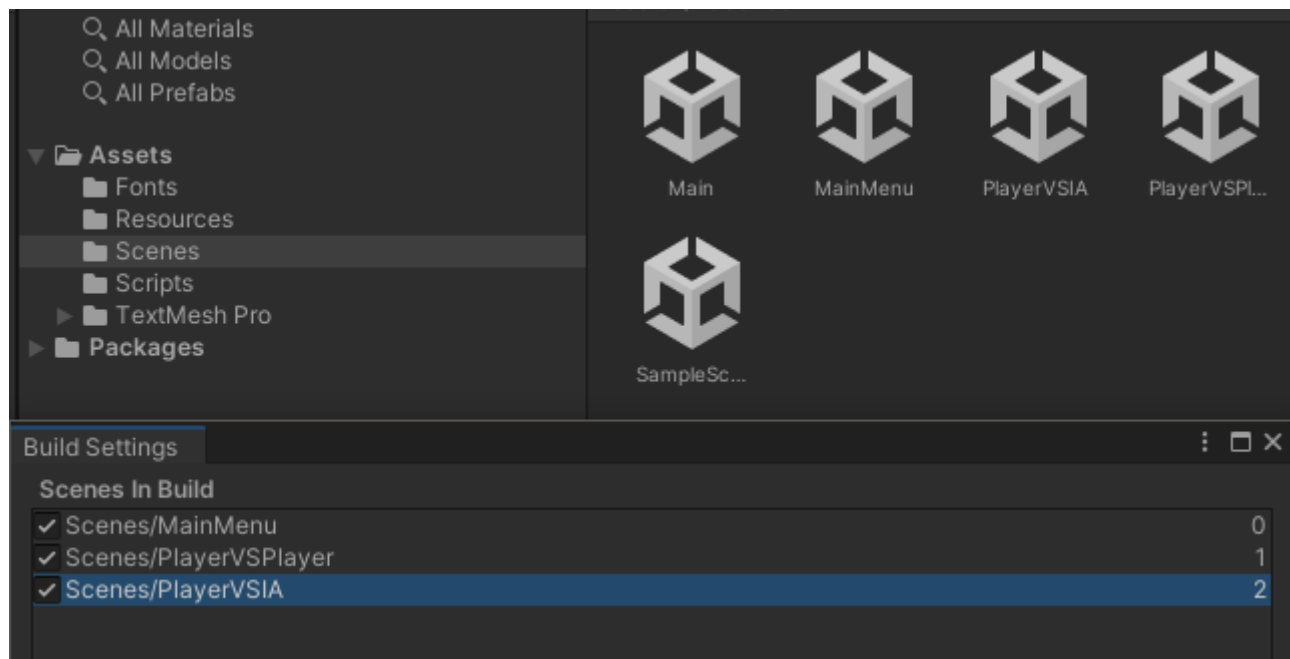 All Materials
All Models
All Prefabs
Assets
Fonts
Resources
Scenes
Scripts
TextMesh Pro
Packages
Main MainMenu PlayerVSIA PlayerVSPl...
SampleSc...
Build Settings
Scenes In Build
Scenes/MainMenu 0
Scenes/PlayerVSPlayer 1
Scenes/PlayerVSIA 2